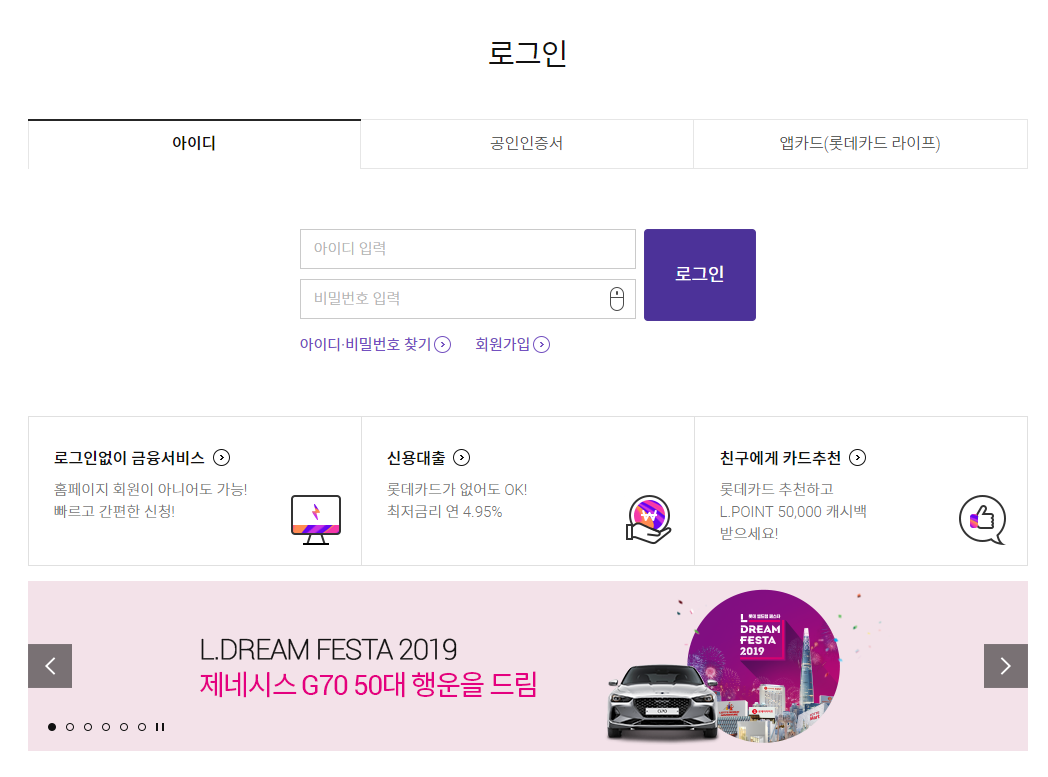 로그인
아이디
공인인증서
앱카드(롯데카드 라이프)
아이디 입력
비밀번호 입력
로그인
아이디·비밀번호 찾기
회원가입
로그인없이 금융서비스
홈페이지 회원이 아니어도 가능!
빠르고 간편한 신청!
신용대출
롯데카드가 없어도 OK!
최저금리 연 4.95%
친구에게 카드추천
롯데카드 추천하고
L.POINT 50,000 캐시백
받으세요!
L.DREAM FESTA 2019
제네시스 G70 50대 행운을 드림
L
DREAM
FESTA
2019